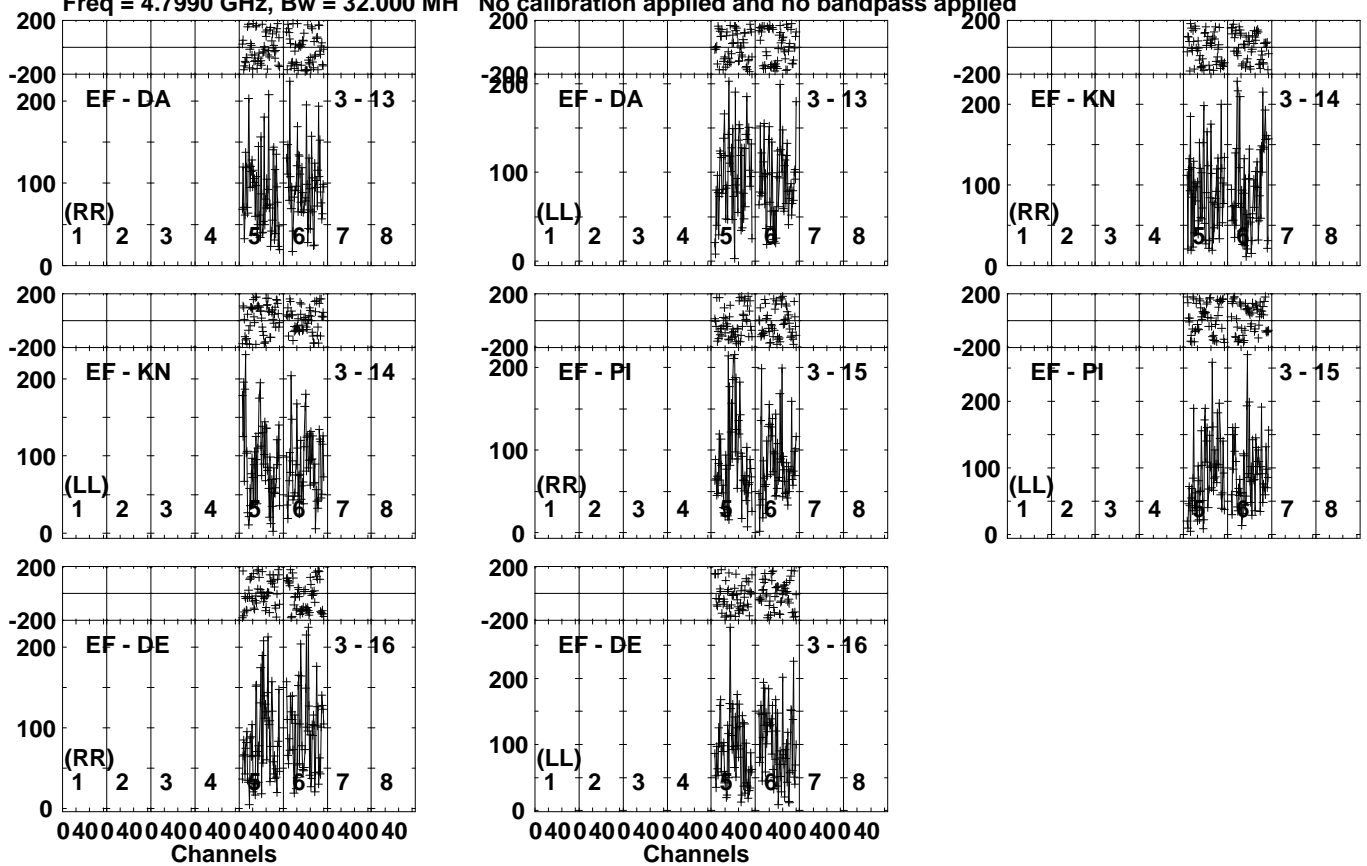 Freq = 4.7990 GHz, Bw = 32.000 MH No calibration applied and no bandpass applied
200
-200
EF - DA 3 - 13
200
100
(RR)
1 2 3 4 5 6 7 8
0
200
-200
EF - DA 3 - 13
200
100
(LL)
1 2 3 4 5 6 7 8
0
200
-200
EF - KN 3 - 14
200
100
(RR)
1 2 3 4 5 6 7 8
0
200
-200
EF - KN 3 - 14
200
100
(LL)
1 2 3 4 5 6 7 8
0
200
-200
EF - PI 3 - 15
200
100
(RR)
1 2 3 4 5 6 7 8
0
200
-200
EF - PI 3 - 15
200
100
(LL)
1 2 3 4 5 6 7 8
0
200
-200
EF - DE 3 - 16
200
100
(RR)
1 2 3 4 5 6 7 8
0
0 40 0 40 0 40 0 40 0 40 0 40 0 40 0 40
Channels
200
-200
EF - DE 3 - 16
200
100
(LL)
1 2 3 4 5 6 7 8
0
0 40 0 40 0 40 0 40 0 40 0 40 0 40 0 40
Channels